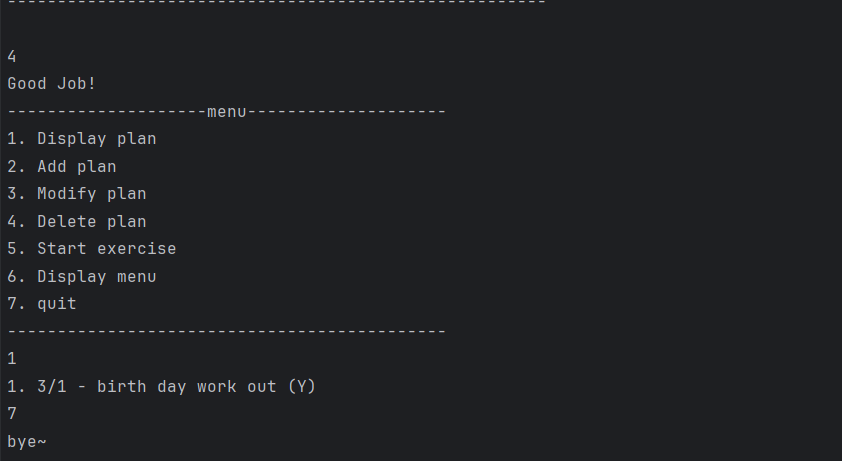 ------------------------------------------------------
4
Good Job!
--------------------menu--------------------
1. Display plan
2. Add plan
3. Modify plan
4. Delete plan
5. Start exercise
6. Display menu
7. quit
--------------------------------------------
1
1. 3/1 - birth day work out (Y)
7
bye~